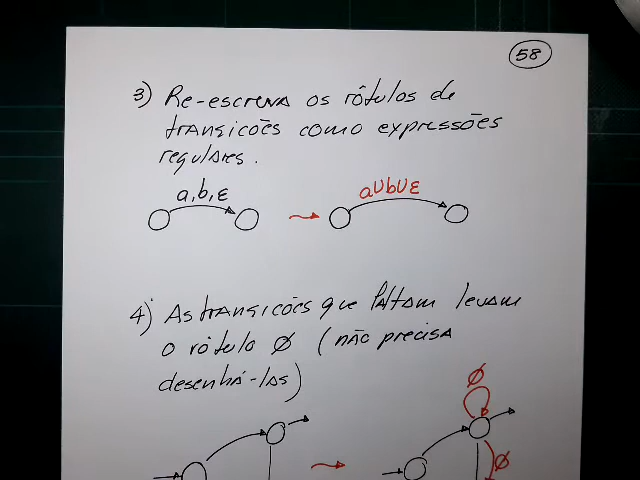 58
3) Re-escreva os rótulos de
transições como expressões
regulares.
a,b,ε
a∪b∪ε
4) As transições que faltam levam
o rótulo ∅ (não precisa
desenhá-las)
∅
∅